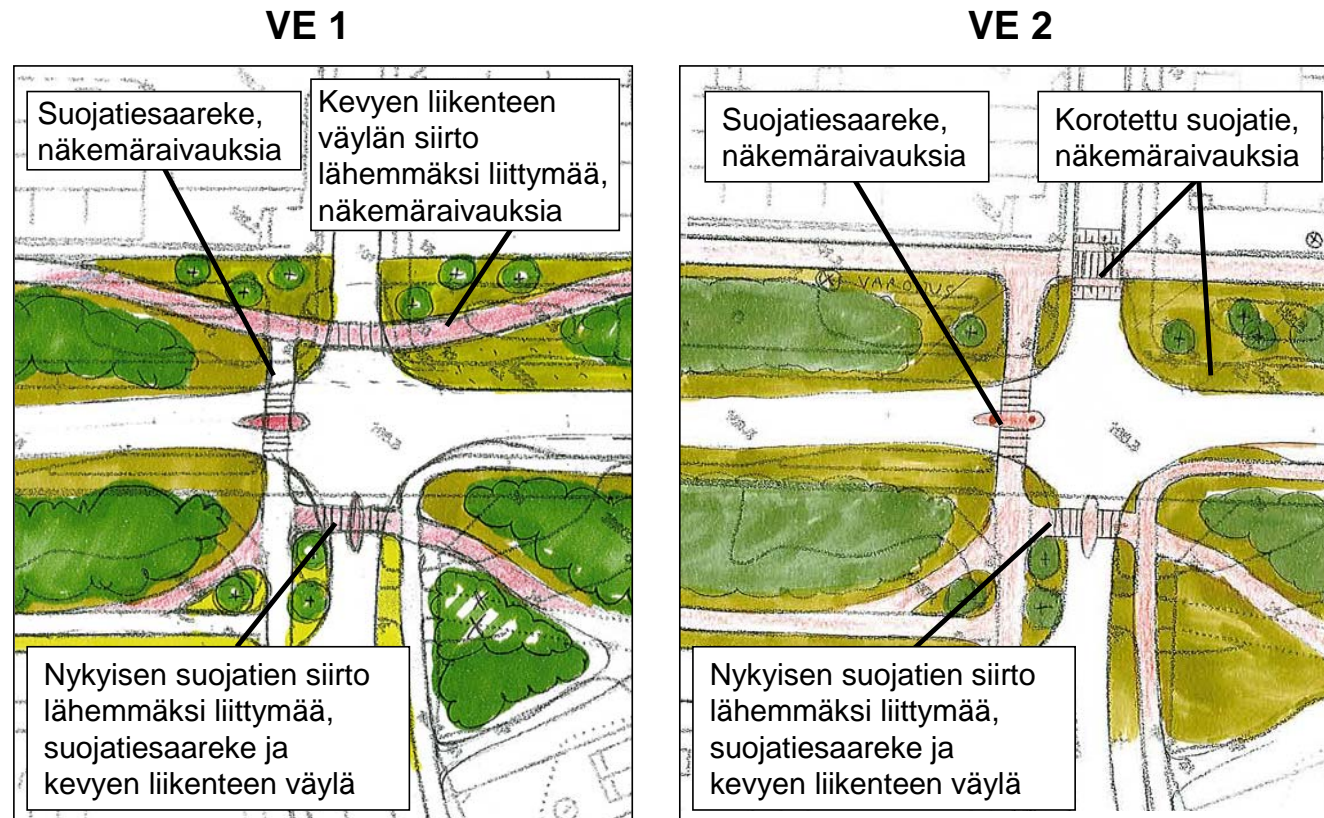 VE 1
Suojatiesaareke,
näkemäraivauksia
Kevyen liikenteen
väylän siirto
lähemmäksi liittymää,
näkemäraivauksia
Nykyisen suojatien siirto
lähemmäksi liittymää,
suojatiesaareke ja
kevyen liikenteen väylä
VE 2
Suojatiesaareke,
näkemäraivauksia
Korotettu suojatie,
näkemäraivauksia
VARAUS
Nykyisen suojatien siirto
lähemmäksi liittymää,
suojatiesaareke ja
kevyen liikenteen väylä